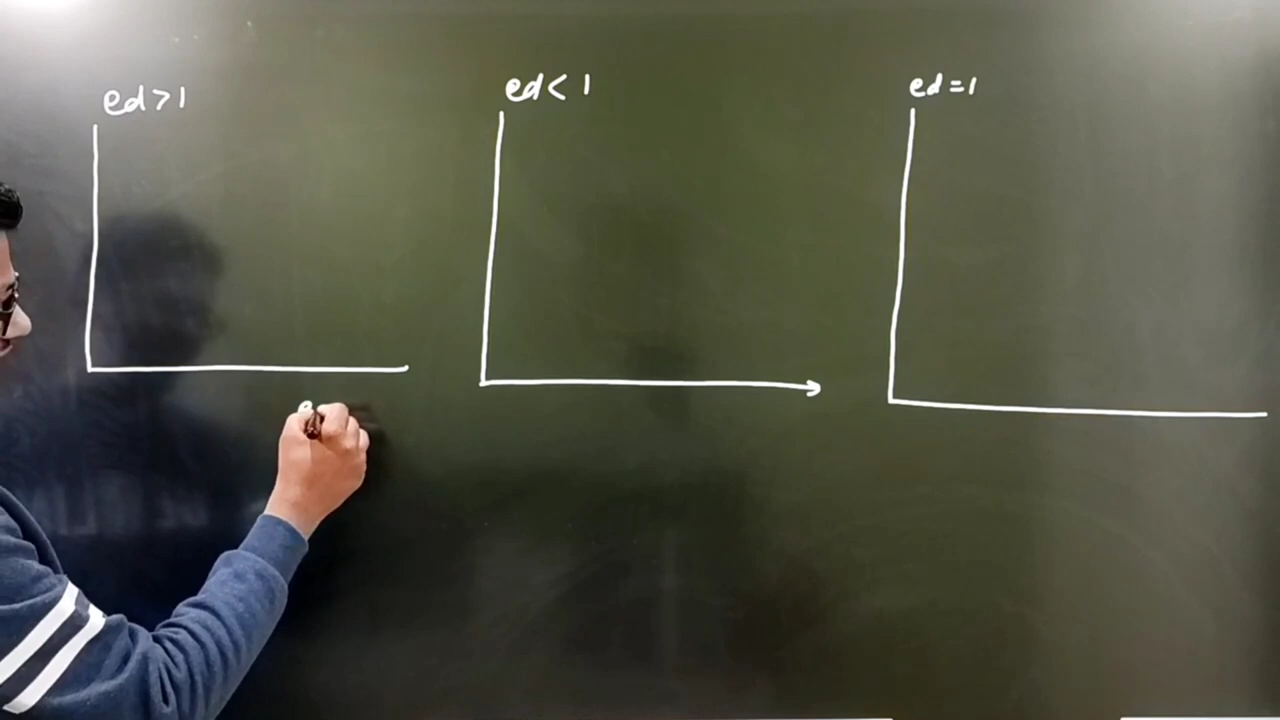 ed > 1
ed < 1
ed = 1